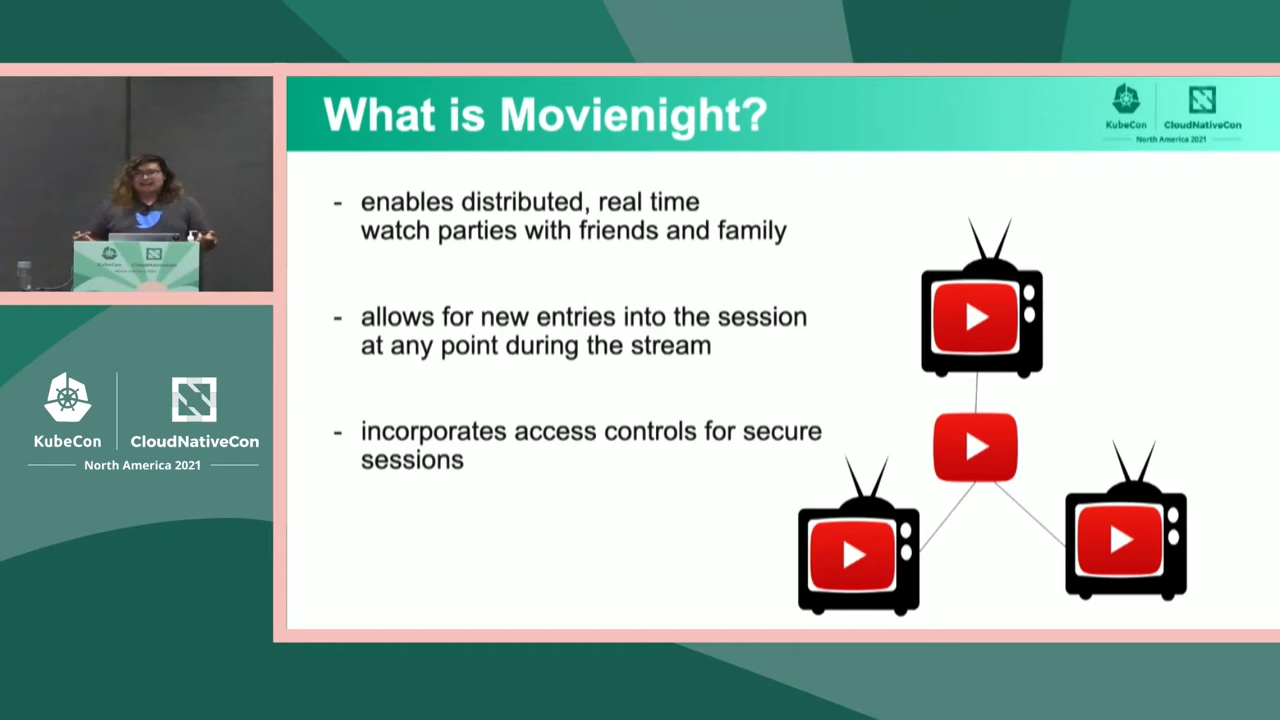 What is Movienight?
KubeCon
CloudNativeCon
North America 2021
- enables distributed, real time
watch parties with friends and family
- allows for new entries into the session
at any point during the stream
- incorporates access controls for secure
sessions
KubeCon
CloudNativeCon
North America 2021